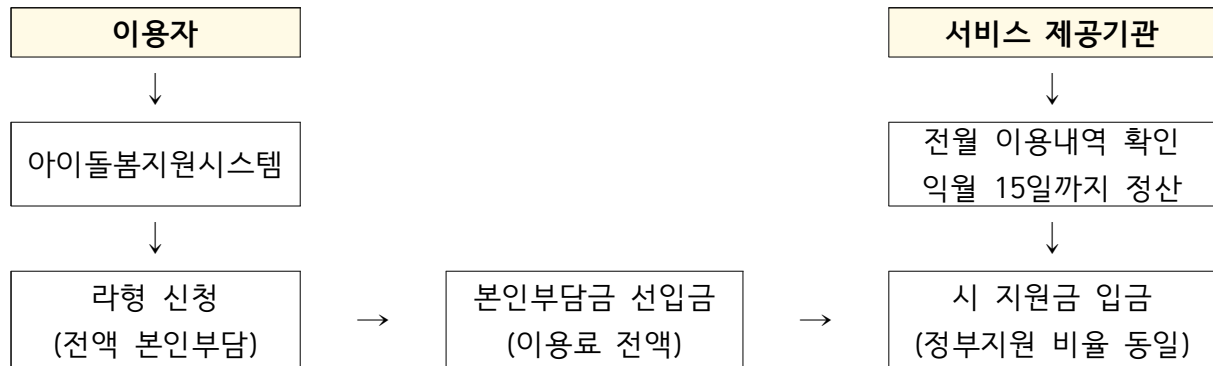 이용자
서비스 제공기관
↓
↓
아이돌봄지원시스템
전월 이용내역 확인
익월 15일까지 정산
↓
↓
라형 신청
(전액 본인부담)
→
본인부담금 선입금
(이용료 전액)
→
시 지원금 입금
(정부지원 비율 동일)